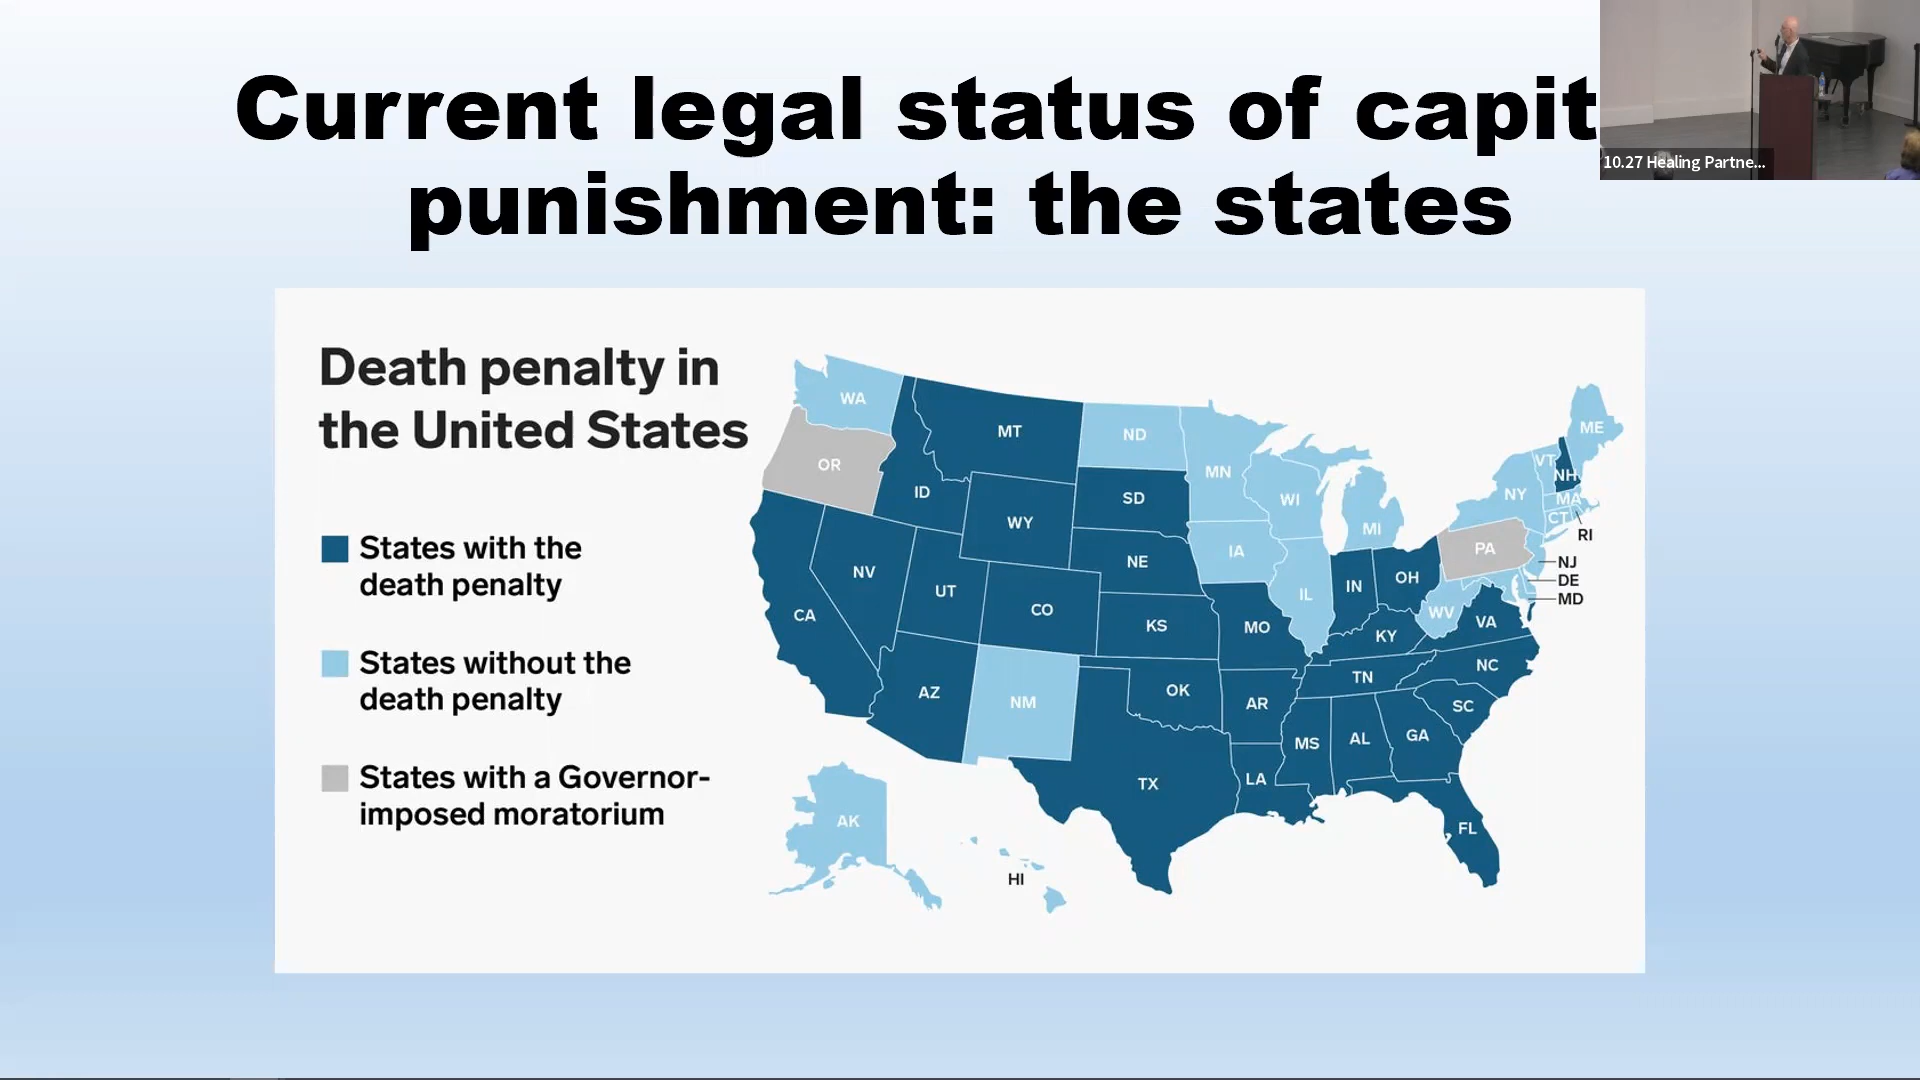 Current legal status of capit
punishment: the states
10.27 Healing Partne...
Death penalty in
the United States
States with the
death penalty
States without the
death penalty
States with a Governor-
imposed moratorium
WA
OR
MT
ID
WY
ND
SD
NE
MN
WI
MI
IA
IL
IN
OH
PA
NY
VT
NH
ME
MA
CT
RI
NJ
DE
MD
WV
VA
CA
NV
UT
CO
KS
MO
KY
NC
TN
SC
AZ
NM
OK
AR
TX
LA
MS
AL
GA
FL
AK
HI